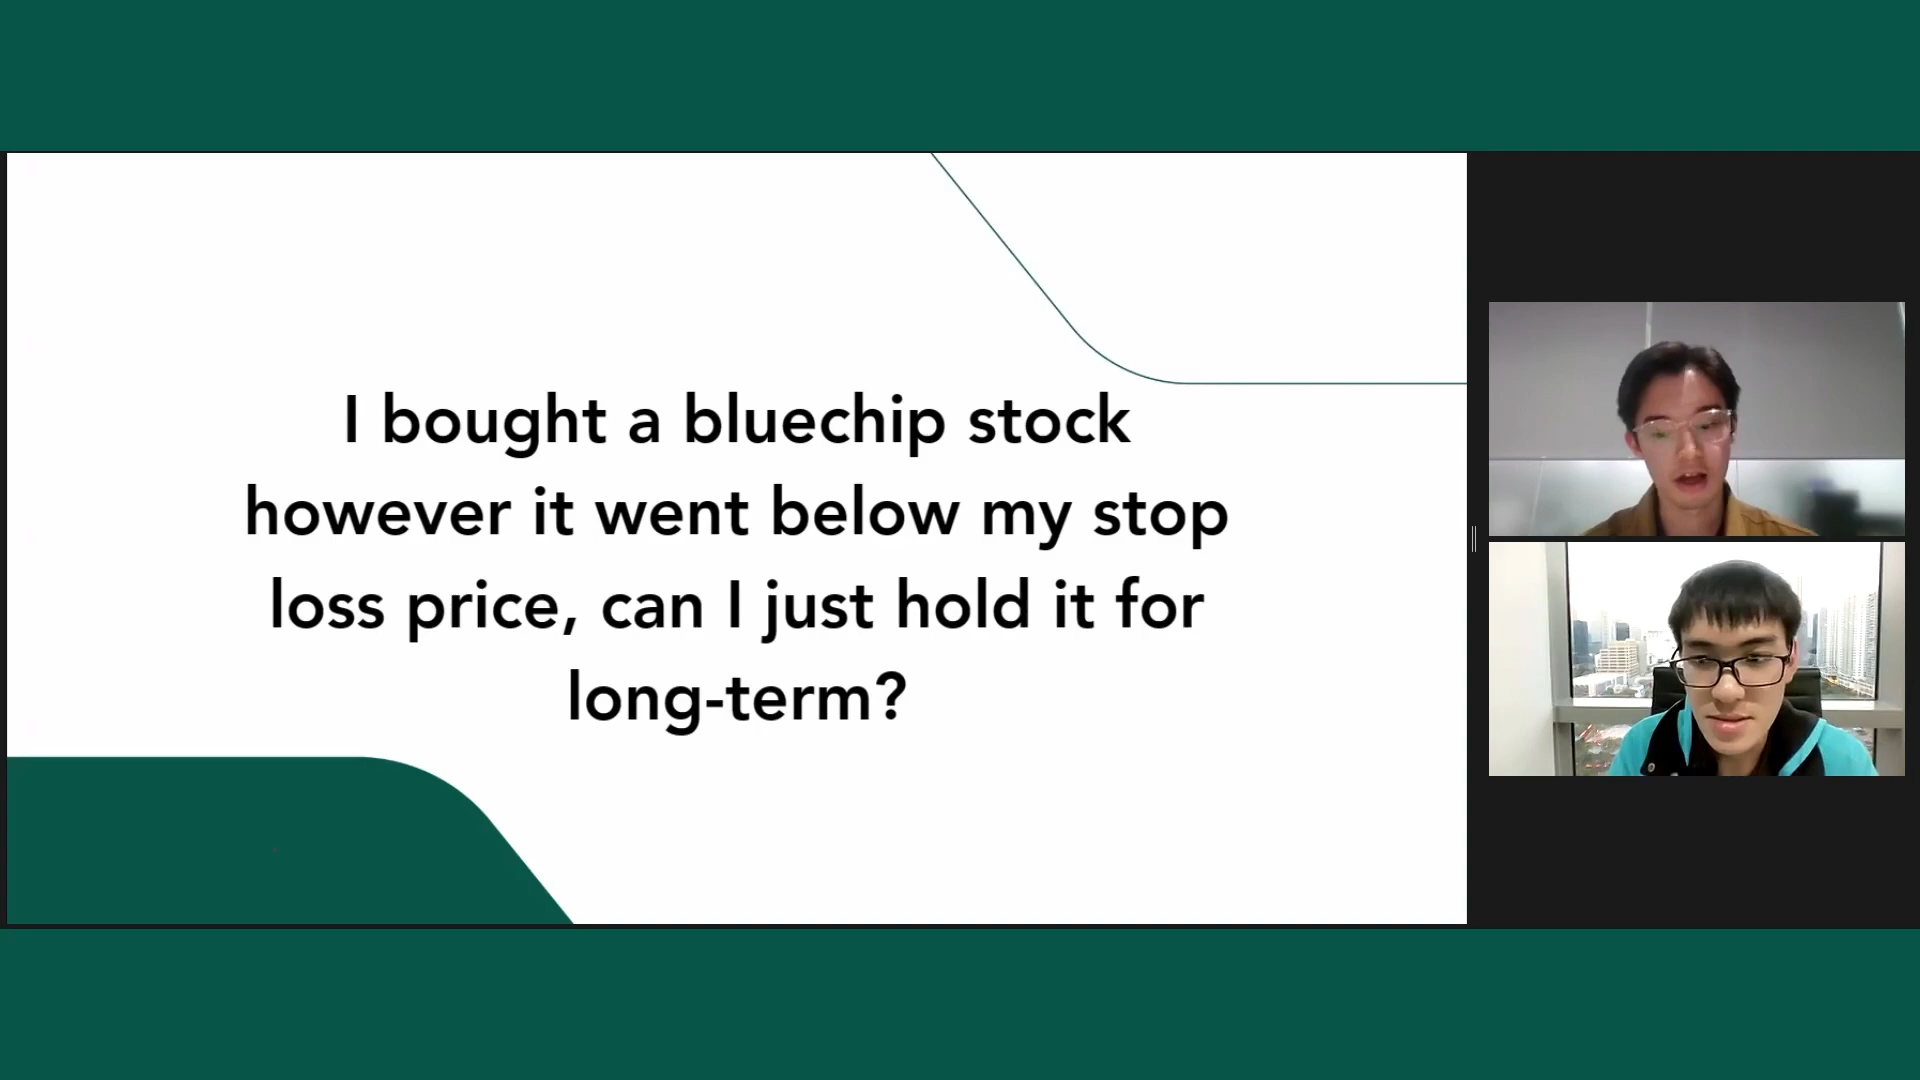 I bought a bluechip stock
however it went below my stop
loss price, can I just hold it for
long-term?